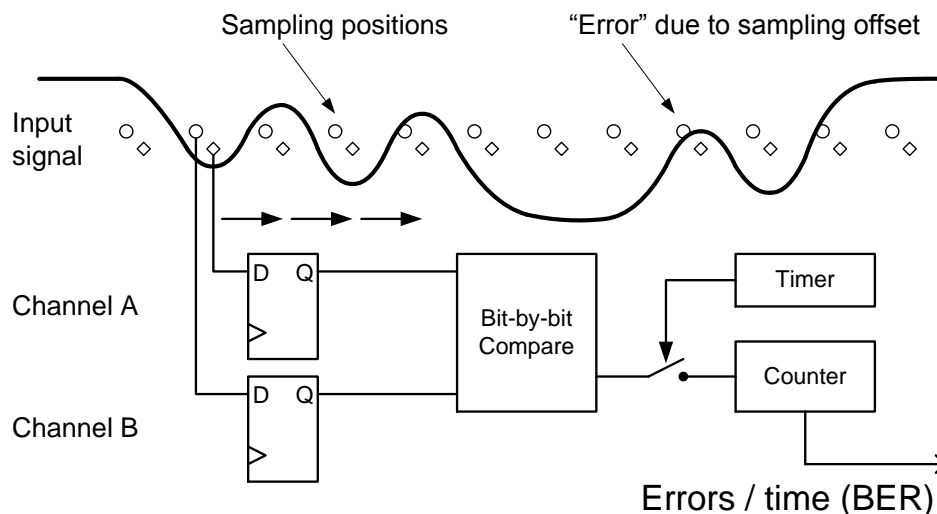 Sampling positions
“Error” due to sampling offset
Input
signal
D Q
Channel A
Bit-by-bit
Compare
Timer
Counter
D Q
Channel B
Errors / time (BER)